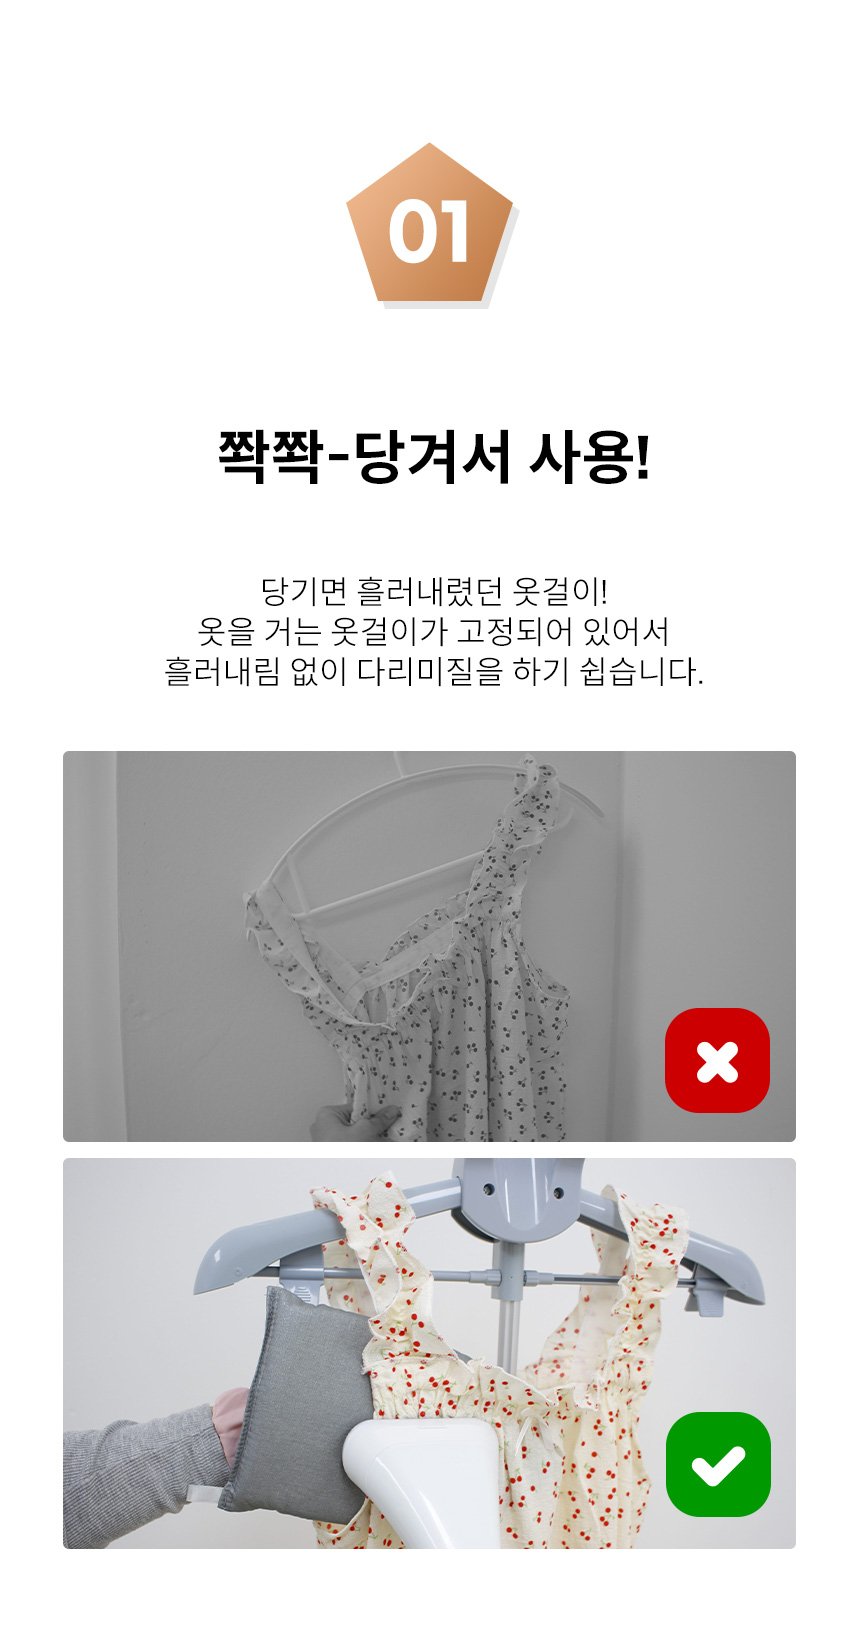 01
쫙쫙-당겨서 사용!
당기면 흘러내렸던 옷걸이!
옷을 거는 옷걸이가 고정되어 있어서
흘러내림 없이 다리미질을 하기 쉽습니다.